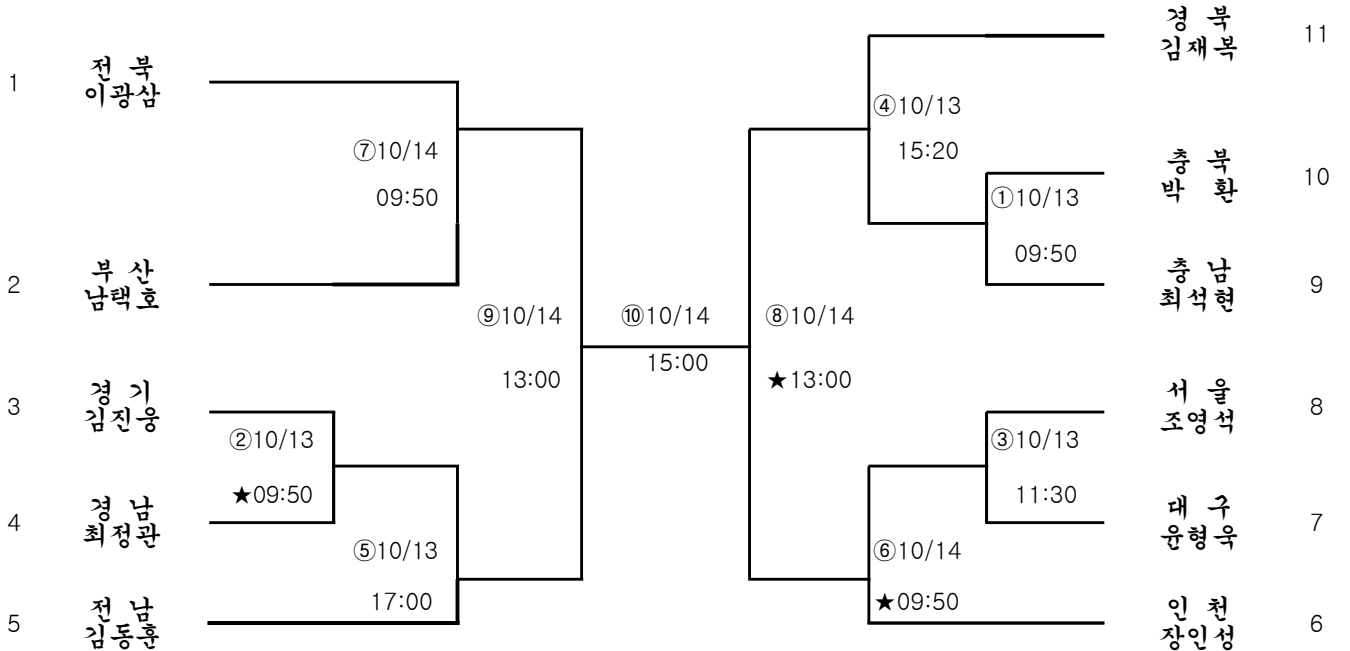 1
전 북
이광삼
⑦10/14
09:50
2
부 산
남택호
3
경 기
김진웅
②10/13
★09:50
4
경 남
최정관
⑤10/13
17:00
5
전 남
김동훈
⑨10/14
13:00
⑩10/14
15:00
⑧10/14
★13:00
경 북
김재복
11
④10/13
15:20
충 북
박 환
10
①10/13
09:50
충 남
최석현
9
서 울
조영석
8
③10/13
11:30
대 구
윤형욱
7
⑥10/14
★09:50
인 천
장인성
6